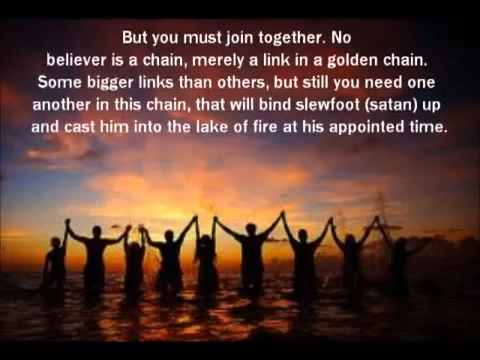 But you must join together. No
believer is a chain, merely a link in a golden chain.
Some bigger links than others, but still you need one
another in this chain, that will bind slewfoot (satan) up
and cast him into the lake of fire at his appointed time.